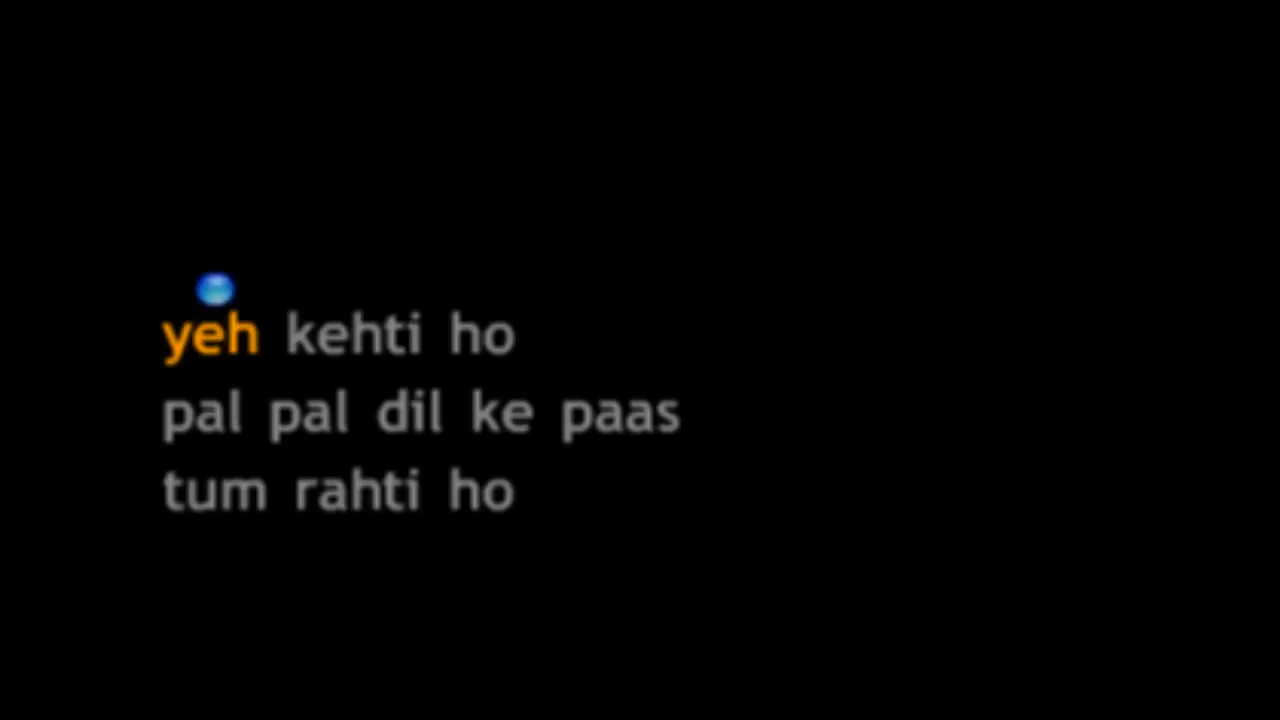 yeh kehti ho
pal pal dil ke paas
tum rahti ho